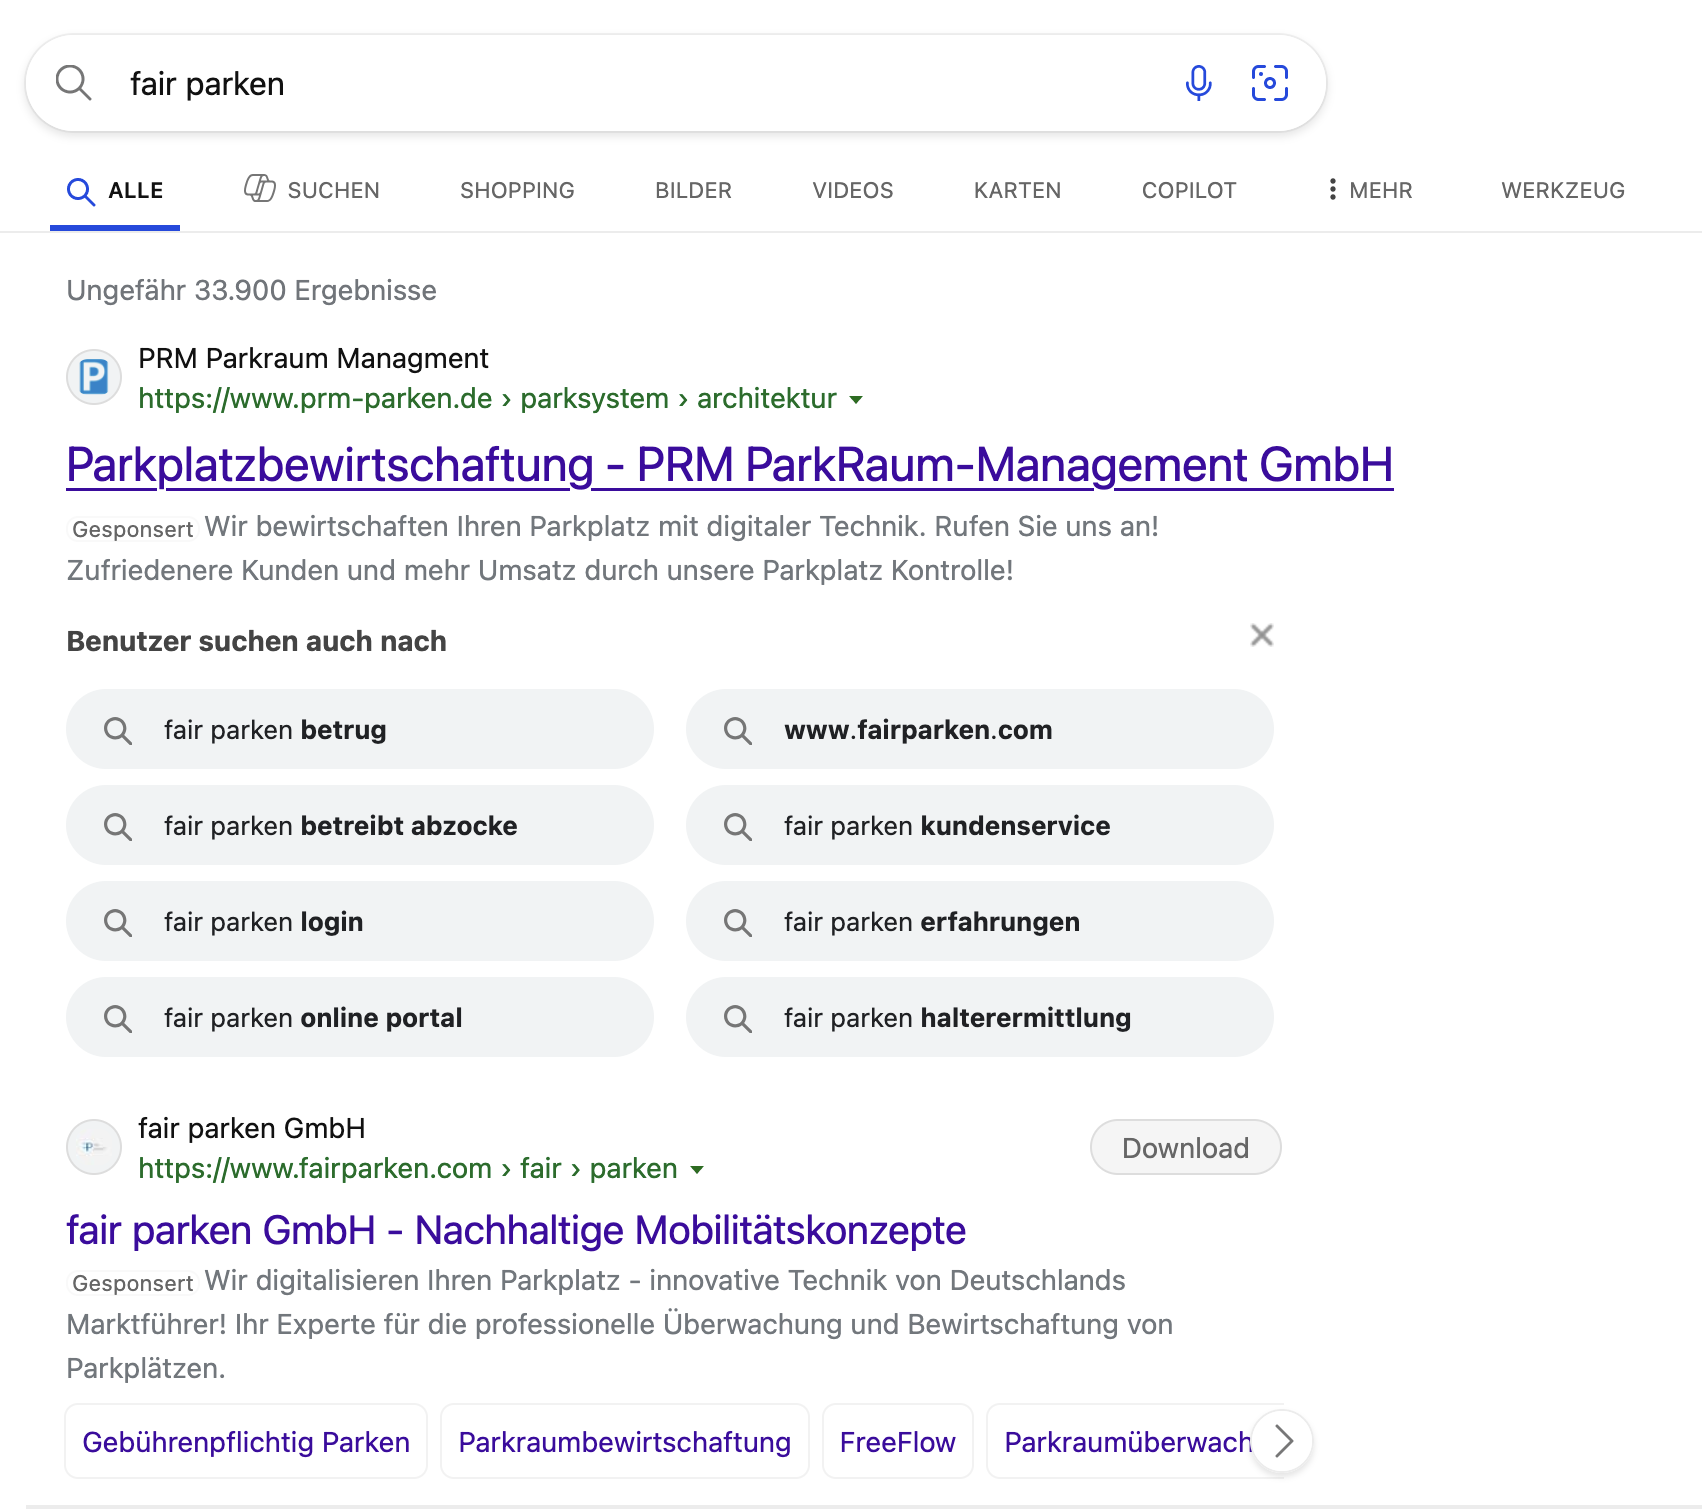 fair parken
ALLE SUCHEN SHOPPING BILDER VIDEOS KARTEN COPILOT MEHR WERKZEUG
Ungefähr 33.900 Ergebnisse
PRM Parkraum Managment
https://www.prm-parken.de › parksystem › architektur
Parkplatzbewirtschaftung - PRM ParkRaum-Management GmbH
Gesponsert Wir bewirtschaften Ihren Parkplatz mit digitaler Technik. Rufen Sie uns an!
Zufriedenere Kunden und mehr Umsatz durch unsere Parkplatz Kontrolle!
Benutzer suchen auch nach
fair parken betrug
www.fairparken.com
fair parken betreibt abzocke
fair parken kundenservice
fair parken login
fair parken erfahrungen
fair parken online portal
fair parken halterermittlung
fair parken GmbH
https://www.fairparken.com › fair › parken
Download
fair parken GmbH - Nachhaltige Mobilitätskonzepte
Gesponsert Wir digitalisieren Ihren Parkplatz - innovative Technik von Deutschlands
Marktführer! Ihr Experte für die professionelle Überwachung und Bewirtschaftung von
Parkplätzen.
Gebührenpflichtig Parken Parkraumbewirtschaftung FreeFlow Parkraumüberwach